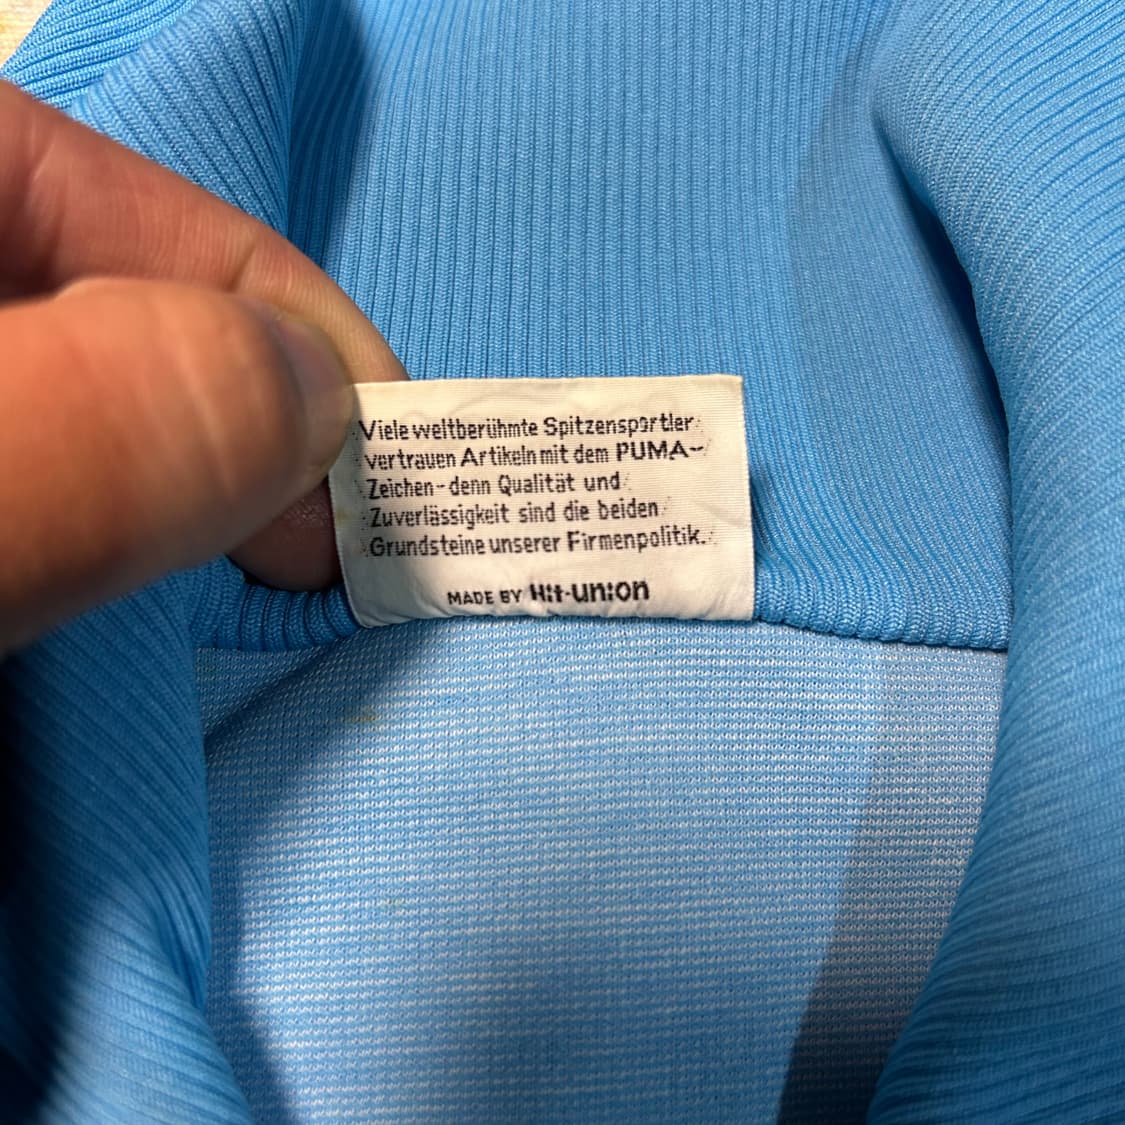 Viele weltberühmte Spitzensportler
vertrauen Artikeln mit dem PUMA-
Zeichen-denn Qualität und
Zuverlässigkeit sind die beiden
Grundsteine unserer Firmenpolitik.
MADE BY Hit-union